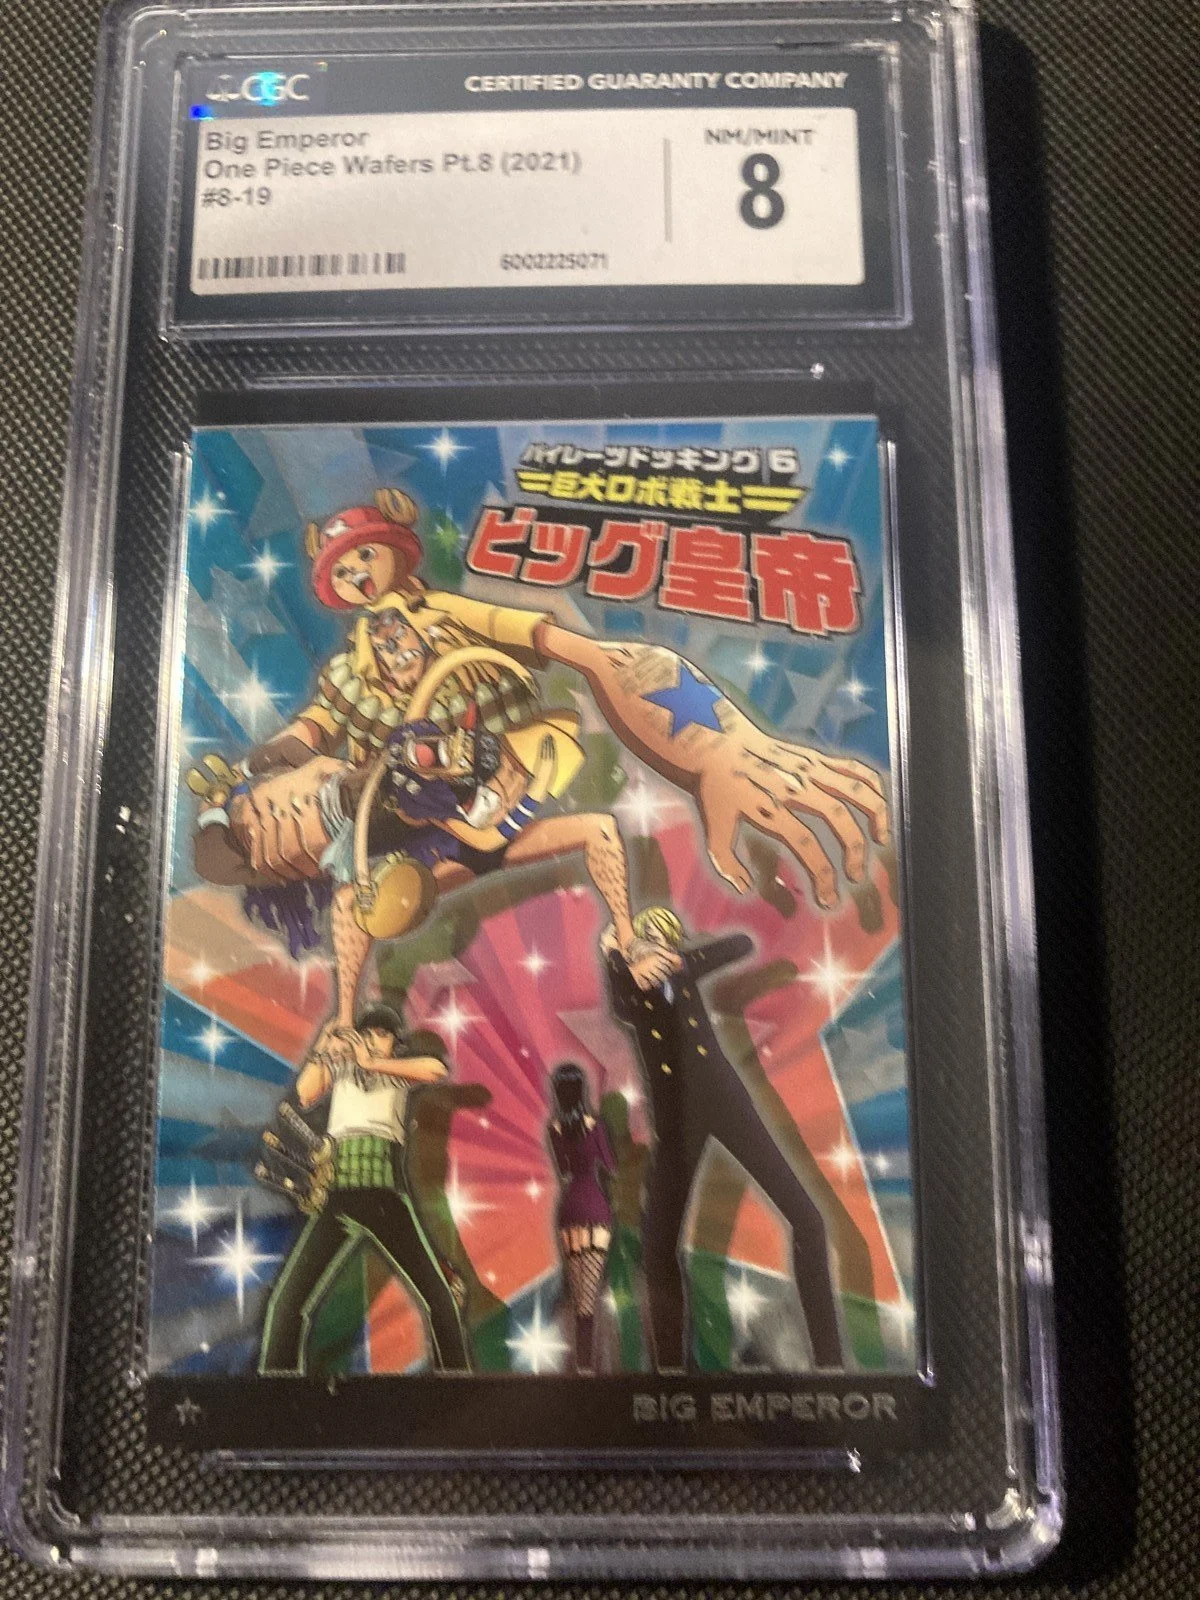 CGC
CERTIFIED GUARANTY COMPANY
Big Emperor
One Piece Wafers Pt.8 (2021)
#8-19
NM/MINT
8
6002225071
パイレーツドッキング6
=巨大ロボ戦士=
ビッグ皇帝
BIG EMPEROR